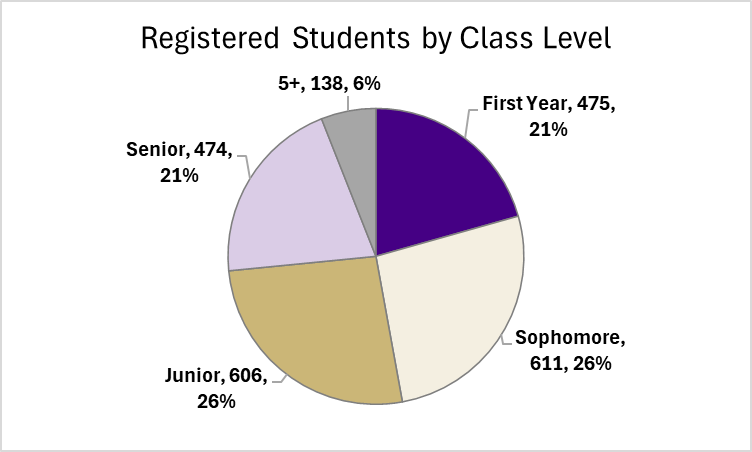 Registered Students by Class Level
5+, 138, 6%
First Year, 475,
21%
Senior, 474,
21%
Sophomore,
611, 26%
Junior, 606,
26%